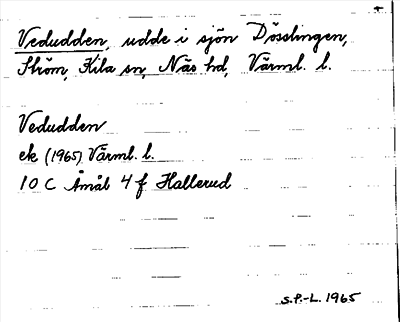 Vedudden, udde i sjön Dösslingen,
Ström, Kila sn, Näs hd, Värml. l.
Vedudden
ek (1965) Värml. l.
10 C Åmål 4 f Hallerud
S.P.-L. 1965